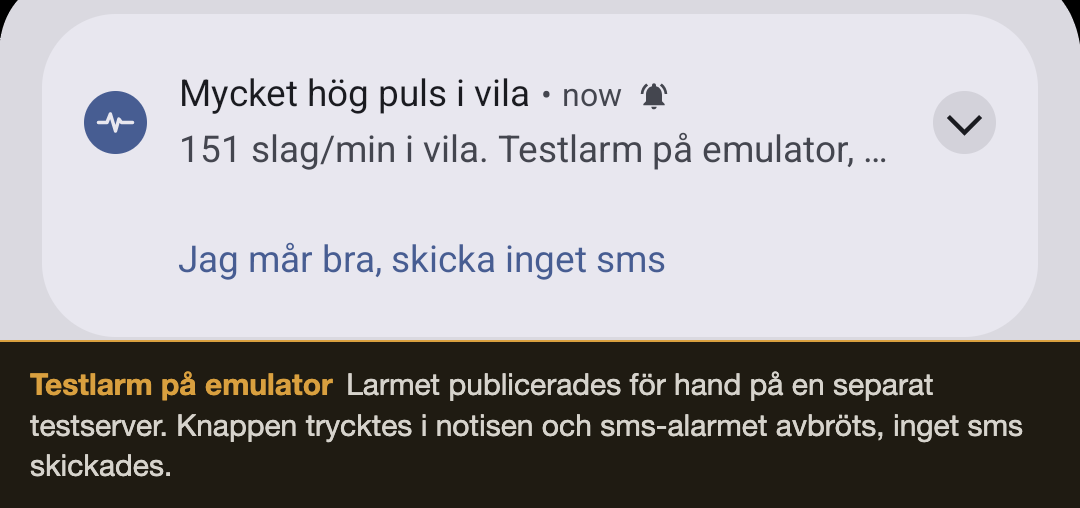 Mycket hög puls i vila • now
151 slag/min i vila. Testlarm på emulator, ...
Jag mår bra, skicka inget sms
Testlarm på emulator Larmet publicerades för hand på en separat
testserver. Knappen trycktes i notisen och sms-alarmet avbröts, inget sms
skickades.